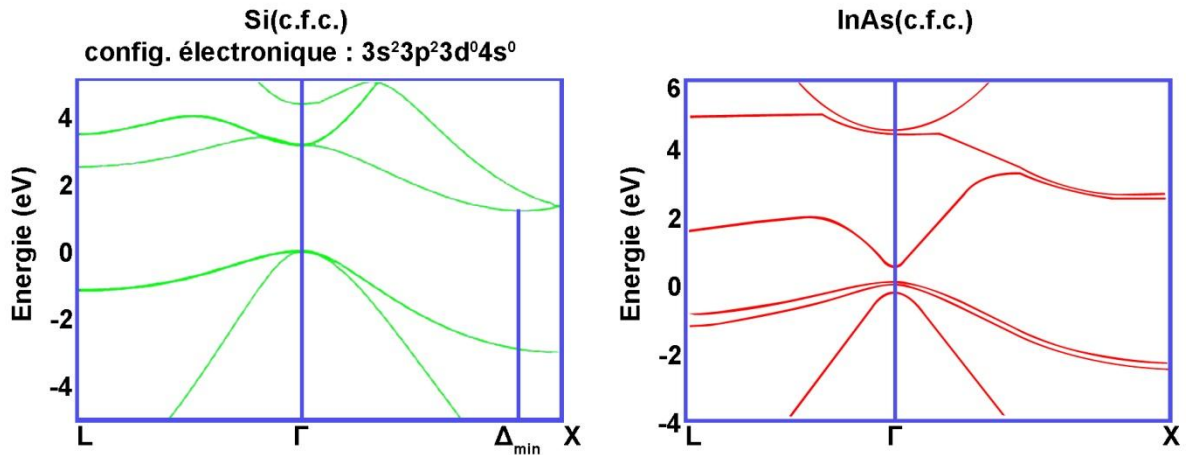 Si(c.f.c.)
config. électronique : 3s²3p²3d⁰4s⁰
Energie (eV)
4
2
0
-2
-4
L
Γ
Δmin
X
InAs(c.f.c.)
Energie (eV)
6
4
2
0
-2
-4
L
Γ
X